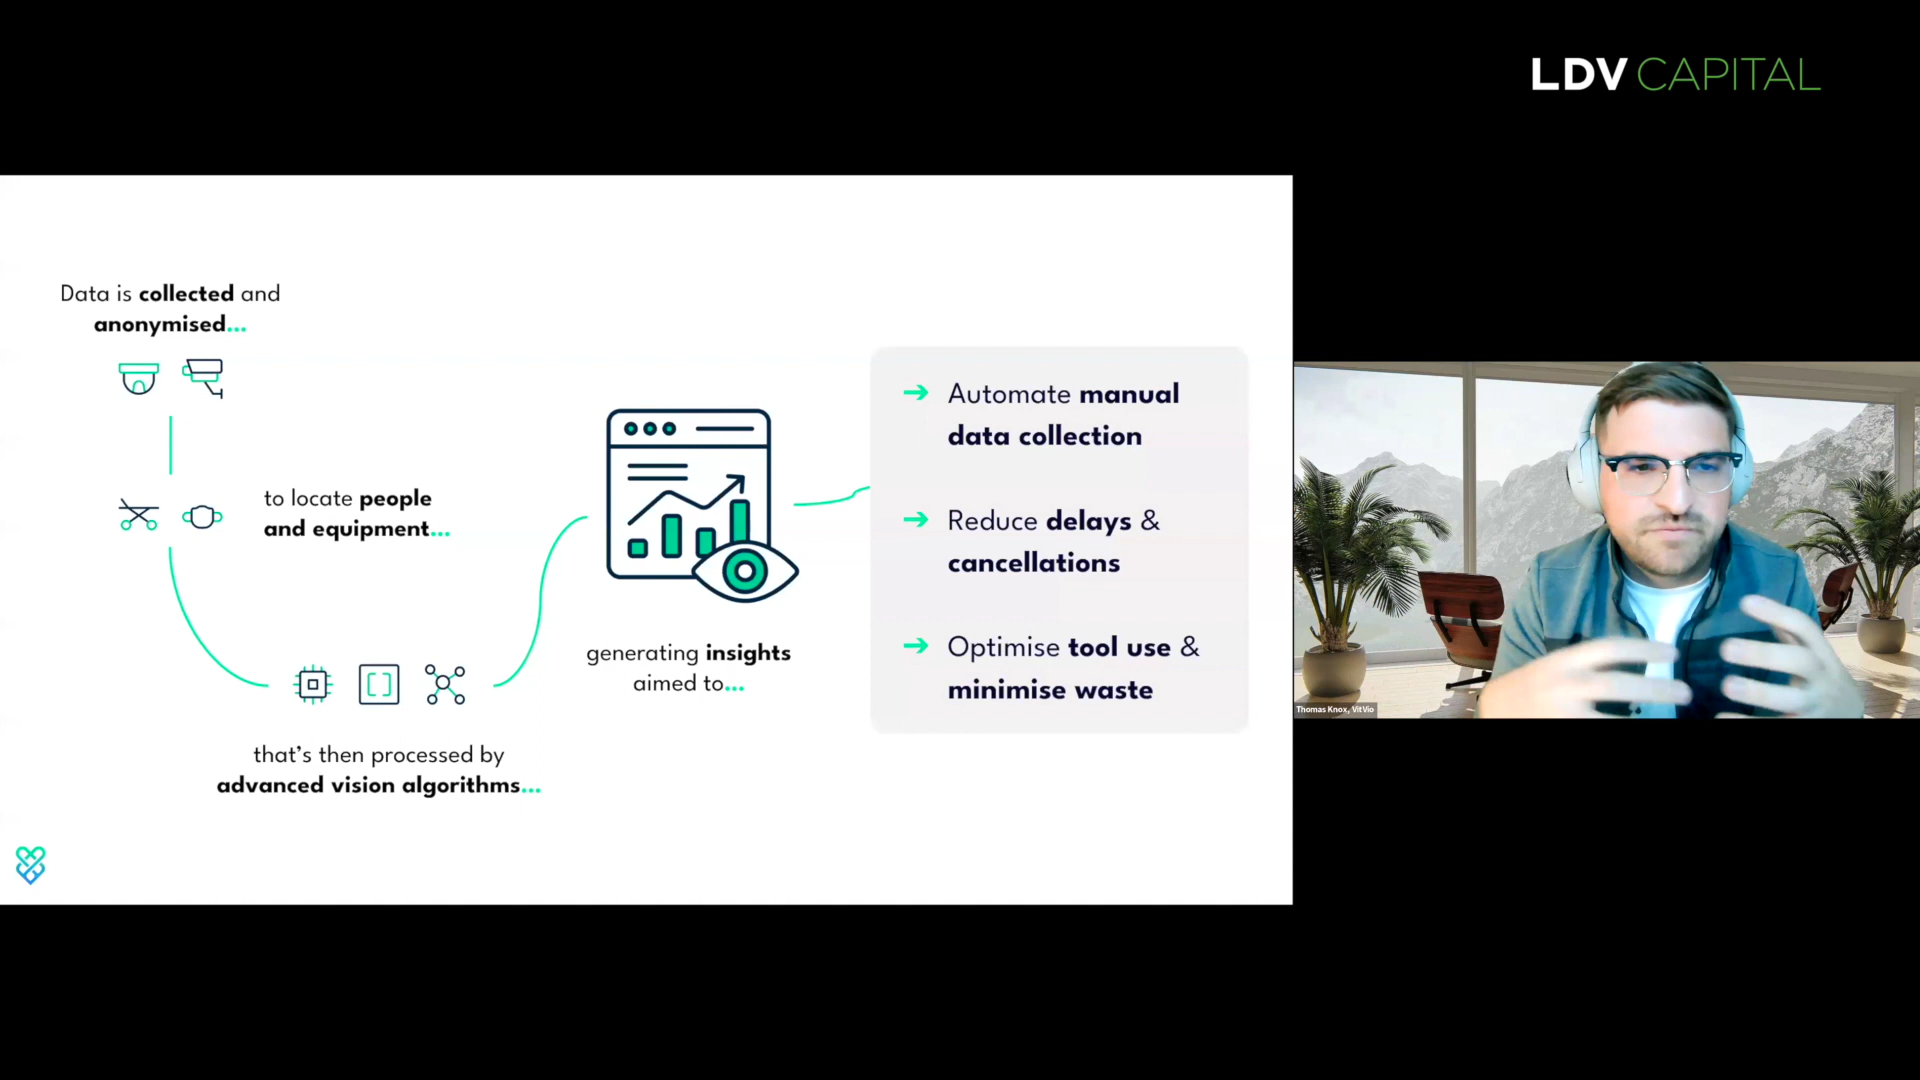 LDV CAPITAL
Data is collected and
anonymised...
to locate people
and equipment...
that's then processed by
advanced vision algorithms...
generating insights
aimed to...
Automate manual
data collection
Reduce delays &
cancellations
Optimise tool use &
minimise waste
Thomas Knox, VitVio